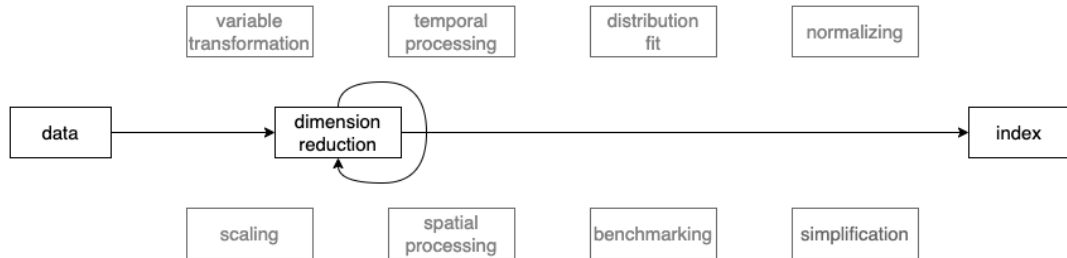 variable
transformation
temporal
processing
distribution
fit
normalizing
data
dimension
reduction
index
scaling
spatial
processing
benchmarking
simplification